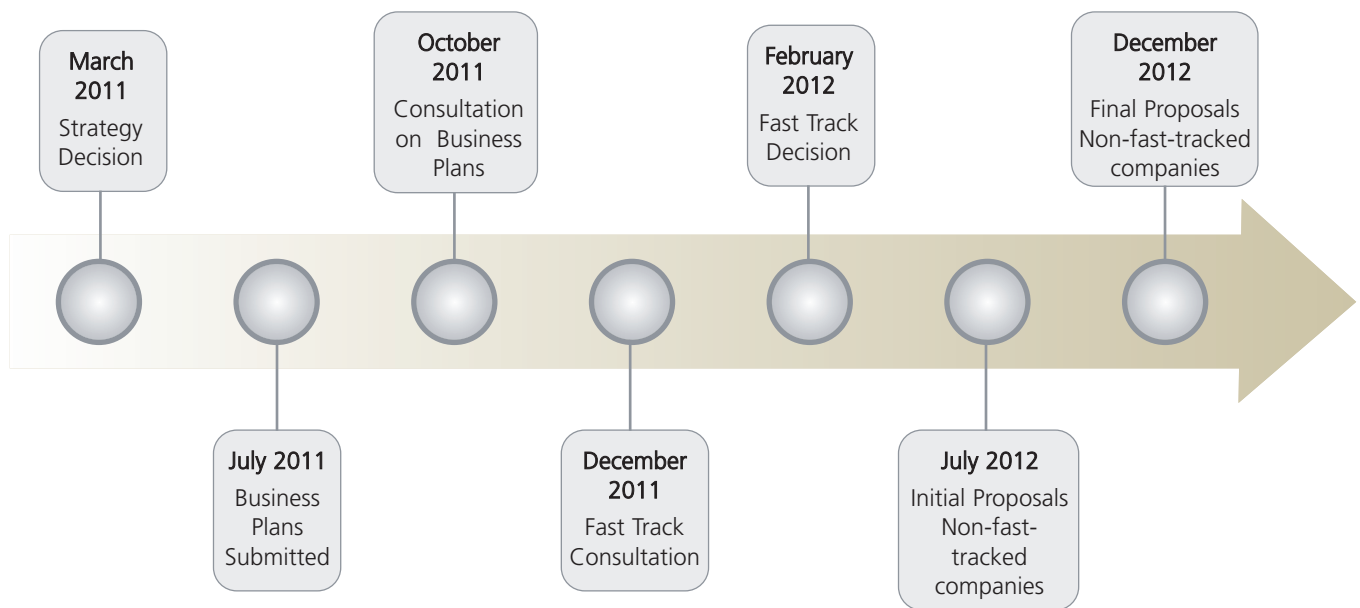 March
2011
Strategy
Decision
July 2011
Business
Plans
Submitted
October
2011
Consultation
on Business
Plans
December
2011
Fast Track
Consultation
February
2012
Fast Track
Decision
July 2012
Initial Proposals
Non-fast-
tracked
companies
December
2012
Final Proposals
Non-fast-tracked
companies